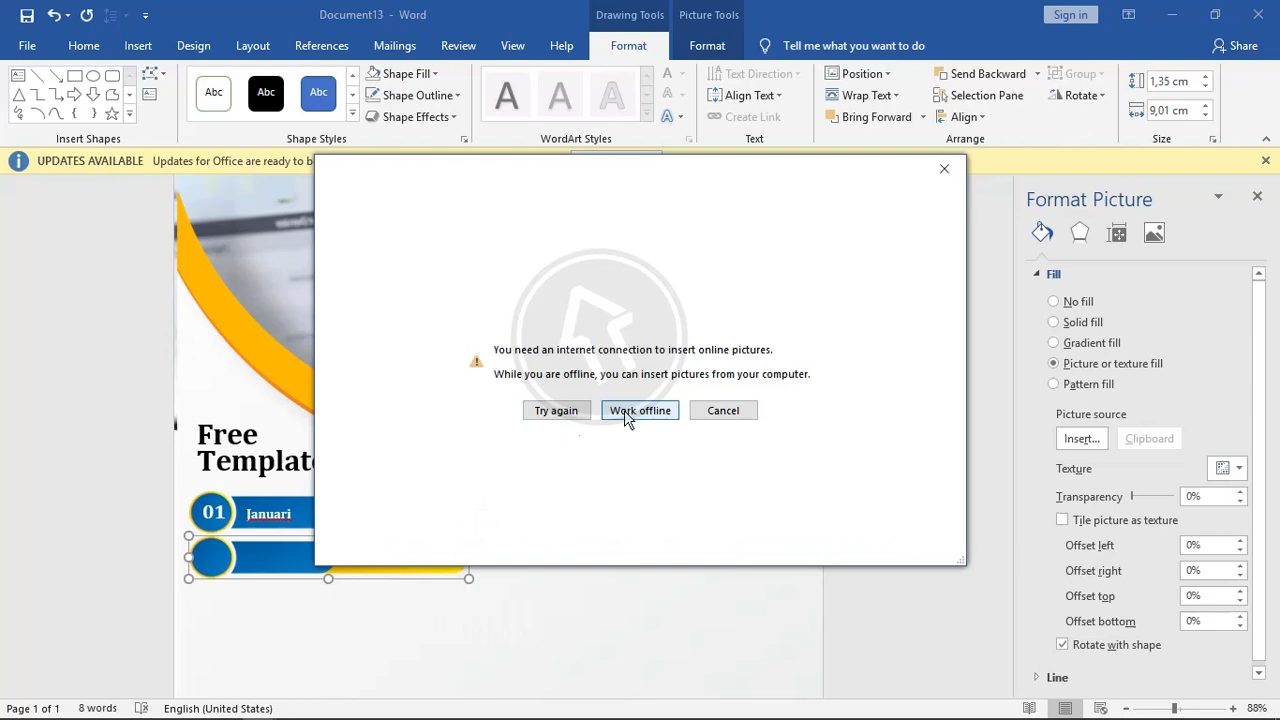 Document13 - Word
Drawing Tools
Picture Tools
Sign in
File
Home
Insert
Design
Layout
References
Mailings
Review
View
Help
Format
Format
Tell me what you want to do
Share
Abc
Abc
Abc
Shape Fill
Shape Outline
Shape Effects
A
A
A
A
A
A
Text Direction
Align Text
Create Link
Position
Wrap Text
Bring Forward
Send Backward
Selection Pane
Align
Group
Rotate
1,35 cm
9,01 cm
Insert Shapes
Shape Styles
WordArt Styles
Text
Arrange
Size
UPDATES AVAILABLE
Updates for Office are ready to b
You need an internet connection to insert online pictures.
While you are offline, you can insert pictures from your computer.
Try again
Work offline
Cancel
Free
Templat
01
Januari
Format Picture
Fill
No fill
Solid fill
Gradient fill
Picture or texture fill
Pattern fill
Picture source
Insert...
Clipboard
Texture
Transparency
0%
Tile picture as texture
Offset left
0%
Offset right
0%
Offset top
0%
Offset bottom
0%
Rotate with shape
Line
Page 1 of 1
8 words
English (United States)
88%